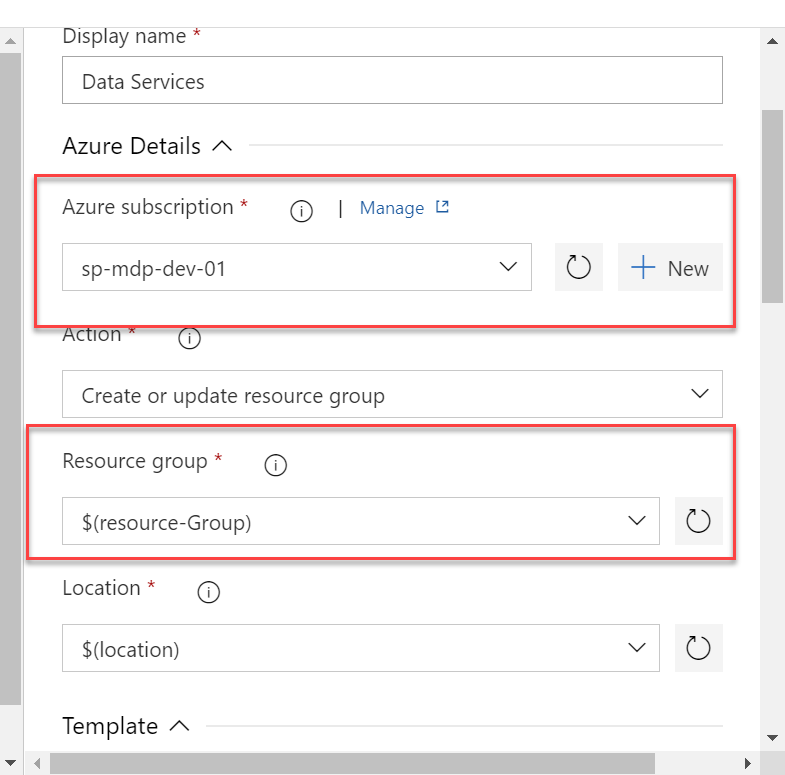 Display name *
Data Services
Azure Details
Azure subscription * | Manage
sp-mdp-dev-01 New
Action *
Create or update resource group
Resource group *
$(resource-Group)
Location *
$(location)
Template